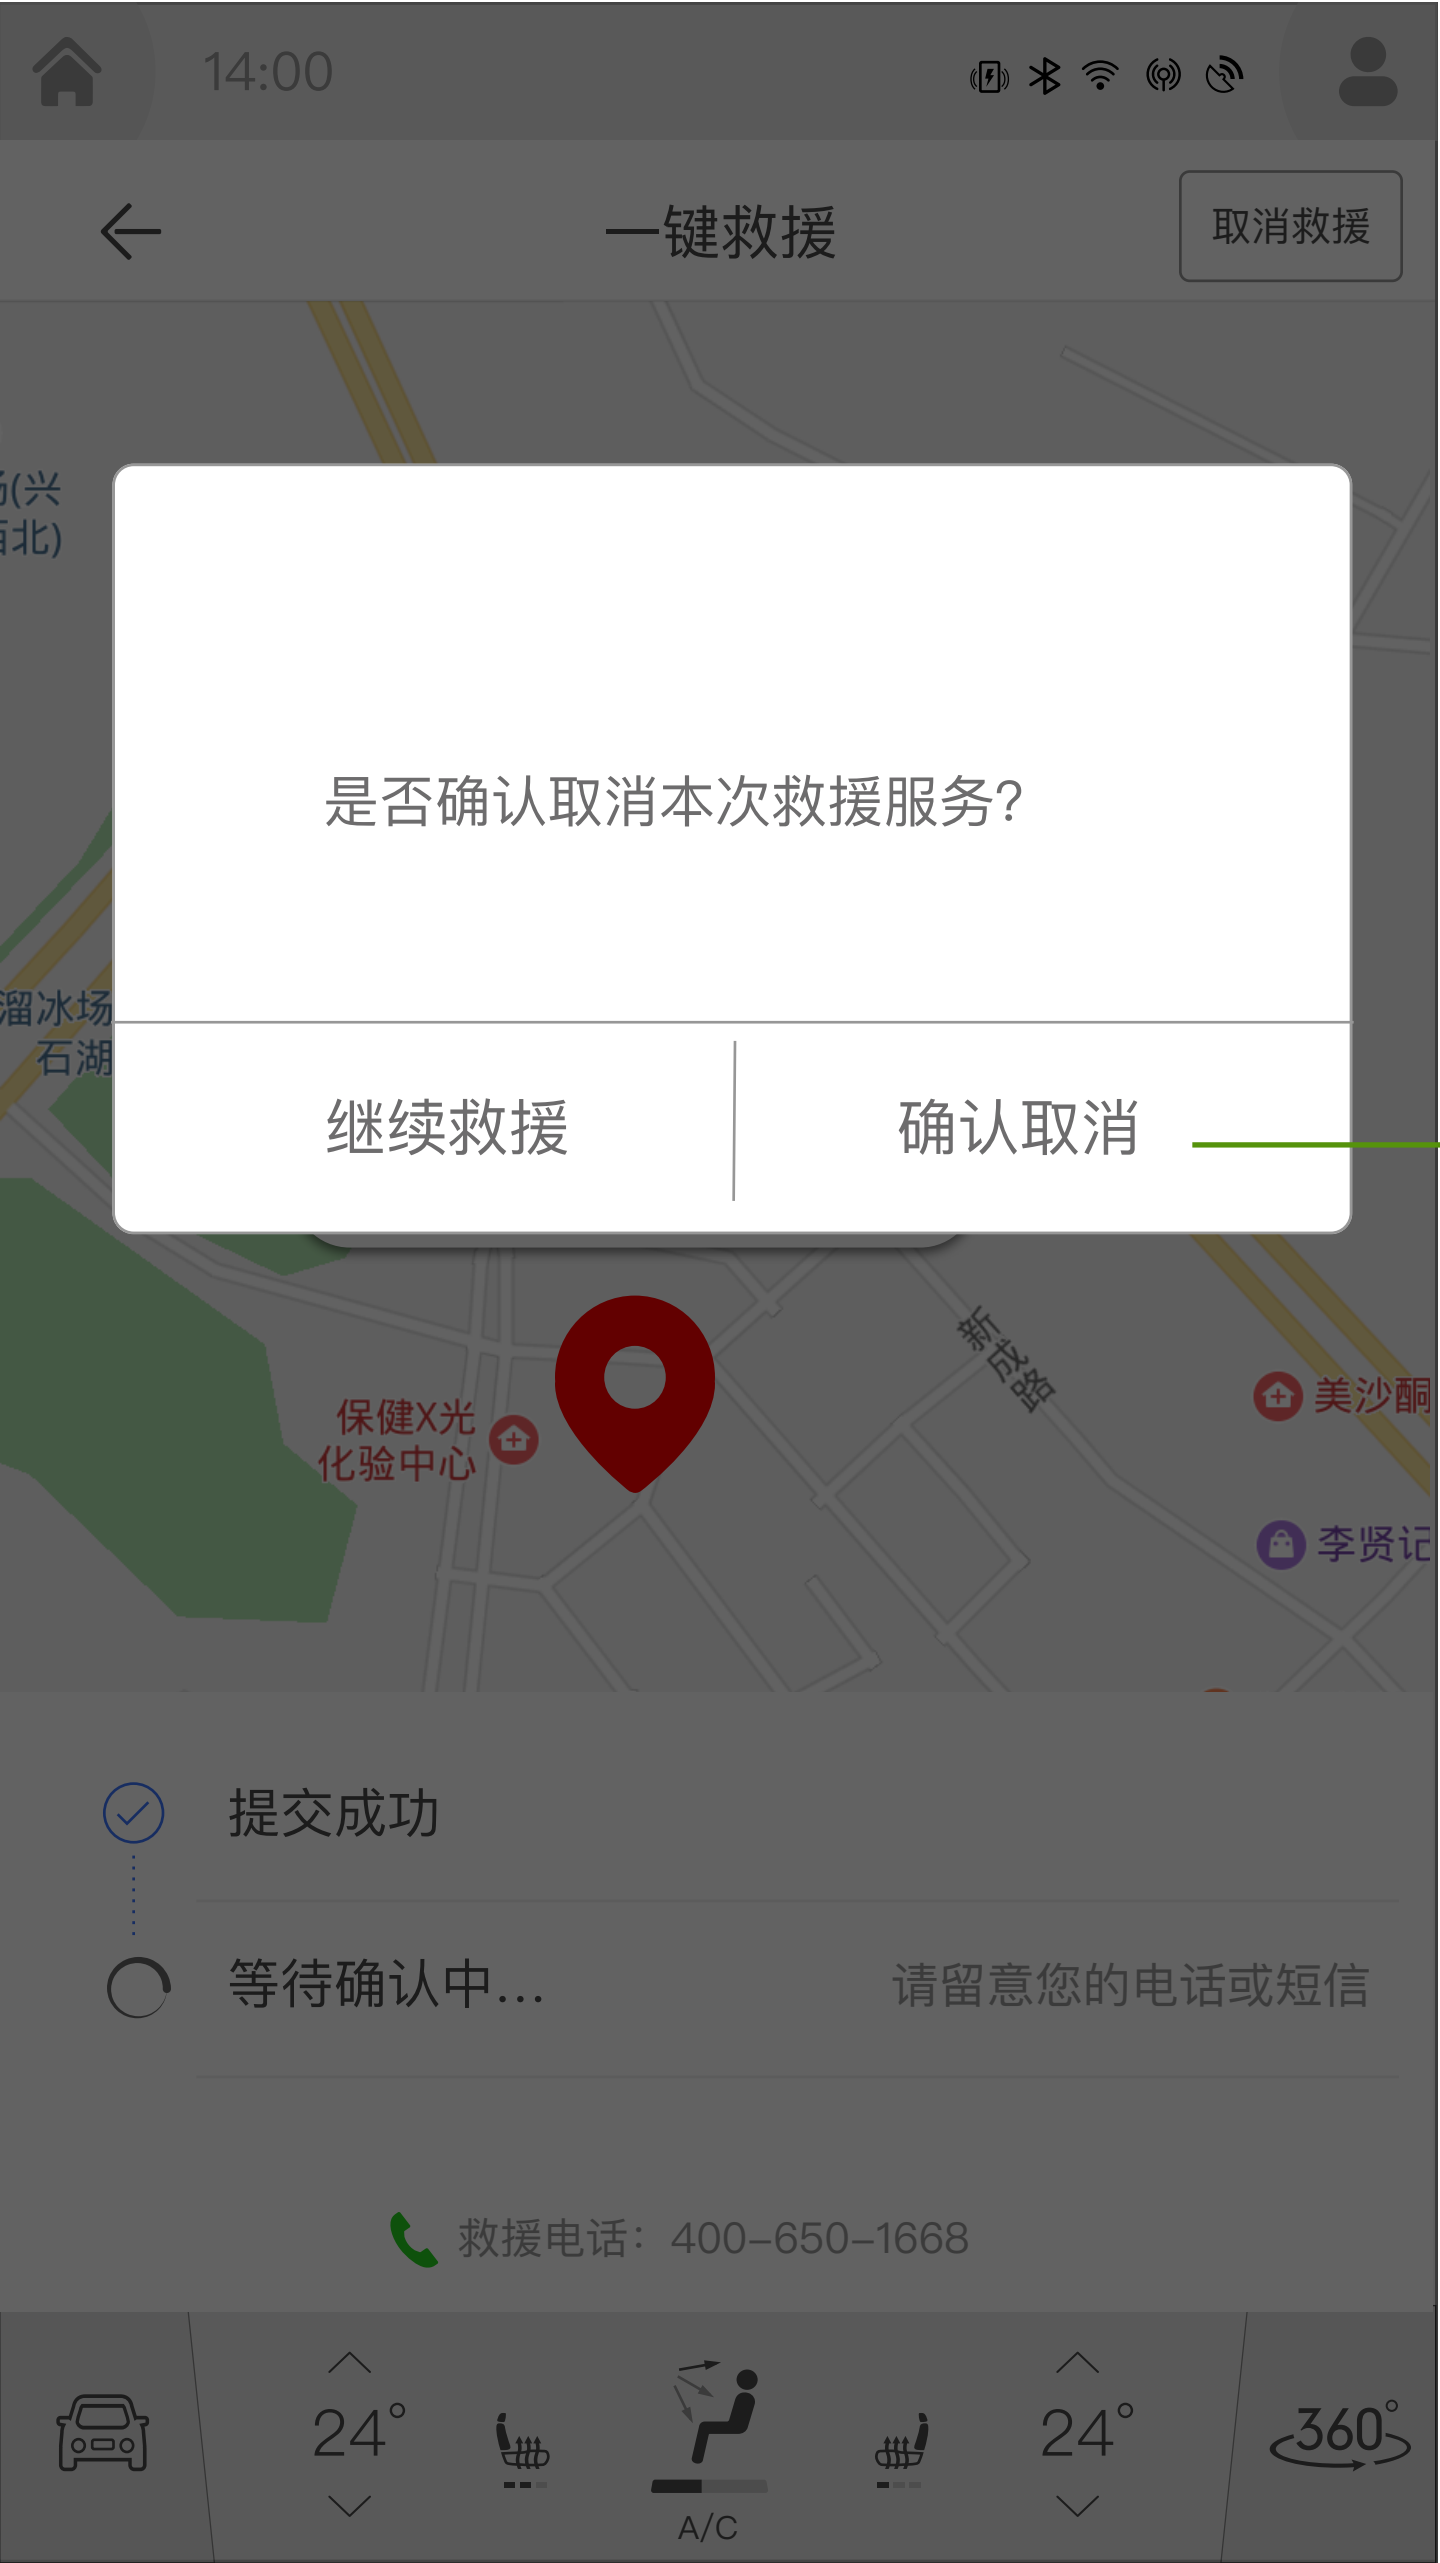 14:00
一键救援
取消救援
(兴
北)
是否确认取消本次救援服务?
溜冰场
石湖
继续救援
确认取消
新成路
美沙酮
保健X光
化验中心
李贤记
提交成功
等待确认中...
请留意您的电话或短信
救援电话：400-650-1668
24°
24°
360°
A/C